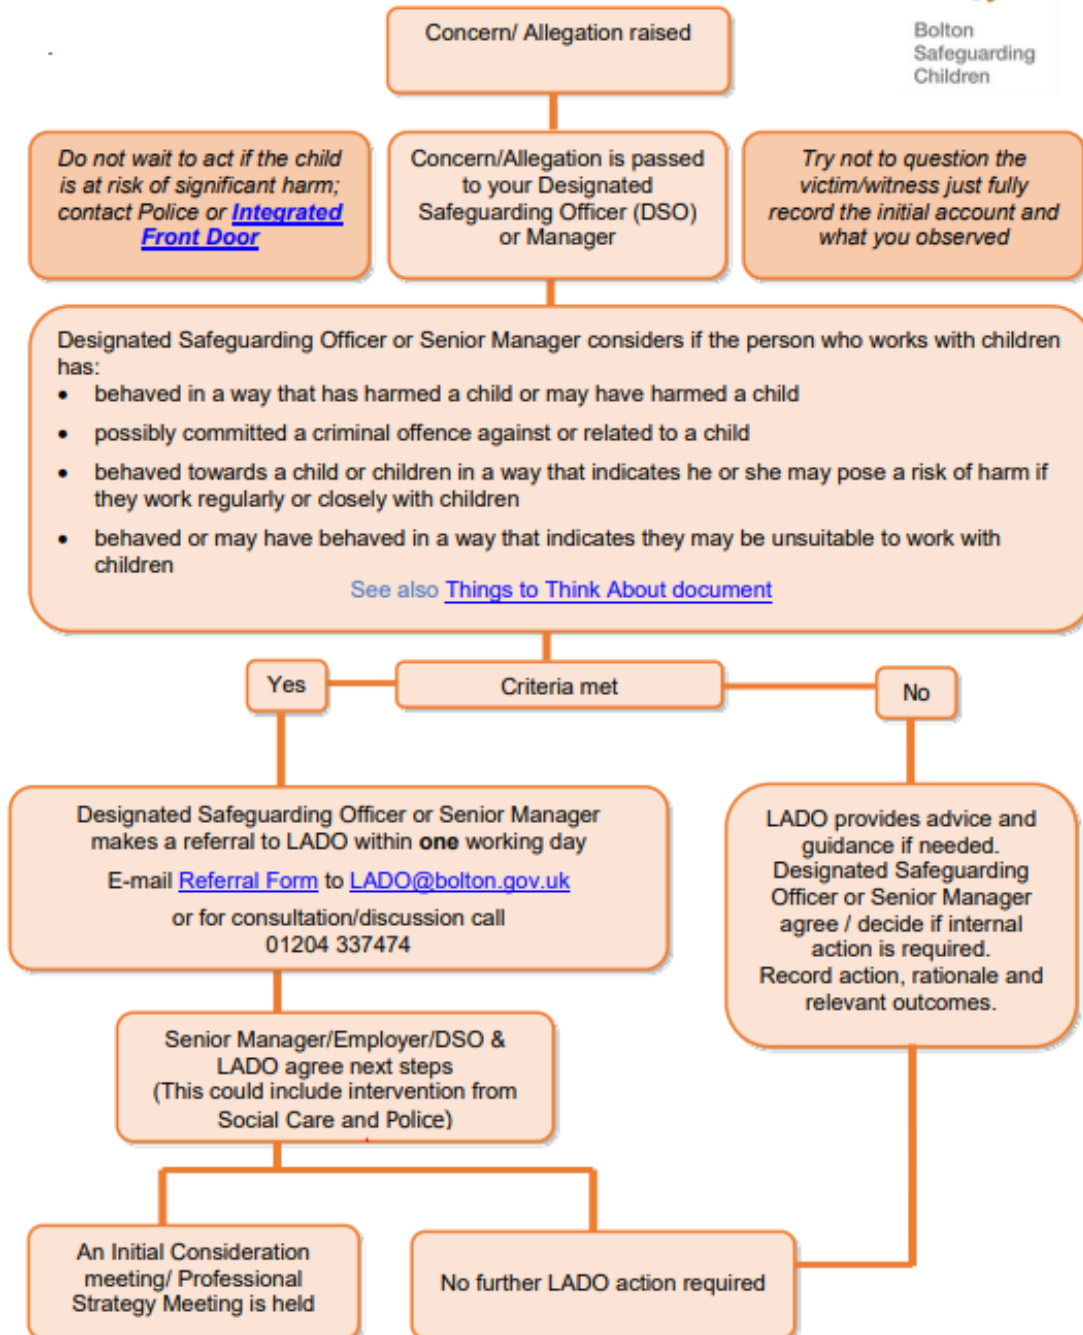 Concern/ Allegation raised
Bolton
Safeguarding
Children
-
Do not wait to act if the child
is at risk of significant harm;
contact Police or Integrated
Front Door
Concern/Allegation is passed
to your Designated
Safeguarding Officer (DSO)
or Manager
Try not to question the
victim/witness just fully
record the initial account and
what you observed
Designated Safeguarding Officer or Senior Manager considers if the person who works with children
has:
• behaved in a way that has harmed a child or may have harmed a child
• possibly committed a criminal offence against or related to a child
• behaved towards a child or children in a way that indicates he or she may pose a risk of harm if
they work regularly or closely with children
• behaved or may have behaved in a way that indicates they may be unsuitable to work with
children
See also Things to Think About document
Yes
Criteria met
No
Designated Safeguarding Officer or Senior Manager
makes a referral to LADO within one working day
E-mail Referral Form to LADO@bolton.gov.uk
or for consultation/discussion call
01204 337474
LADO provides advice and
guidance if needed.
Designated Safeguarding
Officer or Senior Manager
agree / decide if internal
action is required.
Record action, rationale and
relevant outcomes.
Senior Manager/Employer/DSO &
LADO agree next steps
(This could include intervention from
Social Care and Police)
An Initial Consideration
meeting/ Professional
Strategy Meeting is held
No further LADO action required